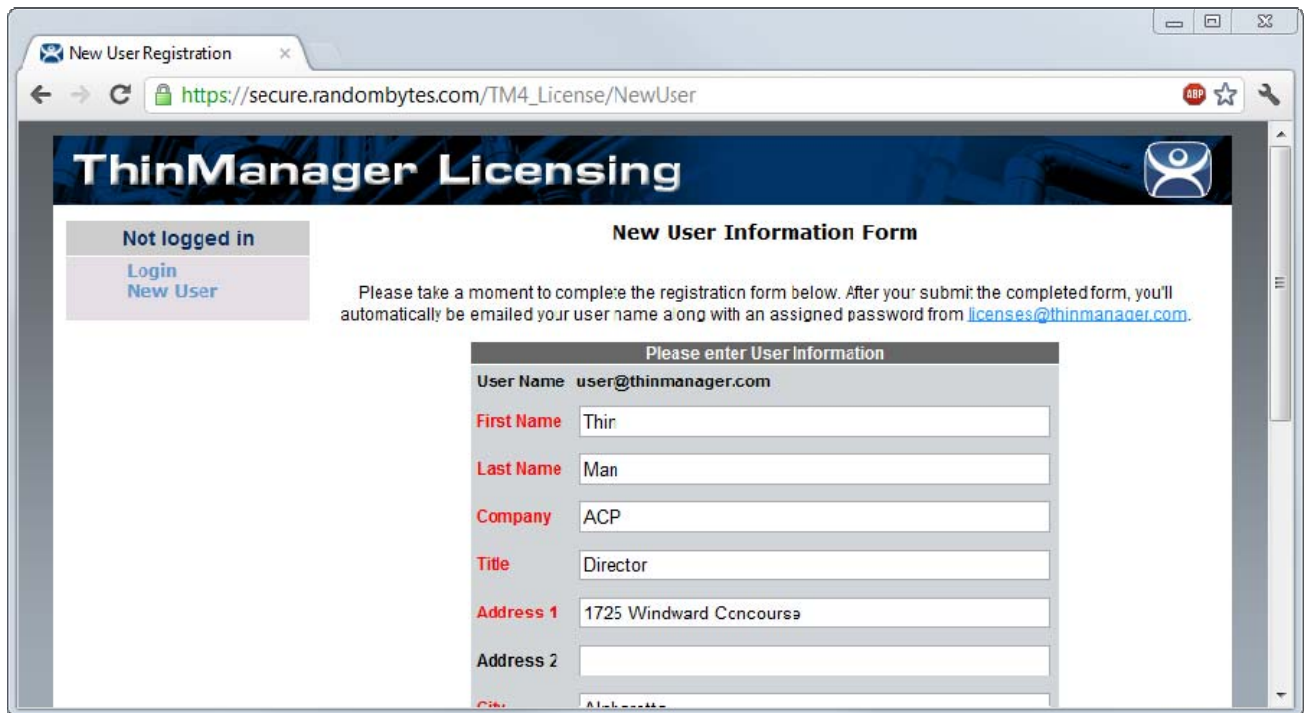 New User Registration
https://secure.randombytes.com/TM4_License/NewUser
ABP
ThinManager Licensing
Not logged in
Login
New User
New User Information Form
Please take a moment to complete the registration form below. After your submit the completed form, you'll
automatically be emailed your user name along with an assigned password from licenses@thinmanager.com.
Please enter User Information
User Name user@thinmanager.com
First Name Thin
Last Name Man
Company ACP
Title Director
Address 1 1725 Windward Concourse
Address 2
City Alpharetta